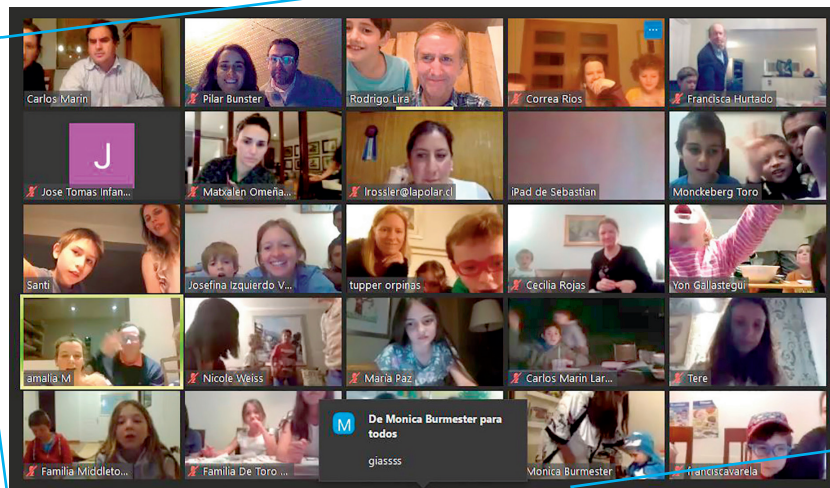 Carlos Marin
Pilar Bunster
Rodrigo Lira
Correa Rios
...
Francisca Hurtado
J
Jose Tomas Infan...
Matxalen Omeña...
lrossler@lapolar.cl
iPad de Sebastian
Monckeberg Toro
Santi
Josefina Izquierdo V...
tupper orpinas
Cecilia Rojas
Yon Gallastegui
amalia M
Nicole Weiss
María Paz
Carlos Marin Lar...
Tere
Familia Middleto...
Familia De Toro
M
De Monica Burmester para
todos
giassss
Monica Burmester
franciscavarela